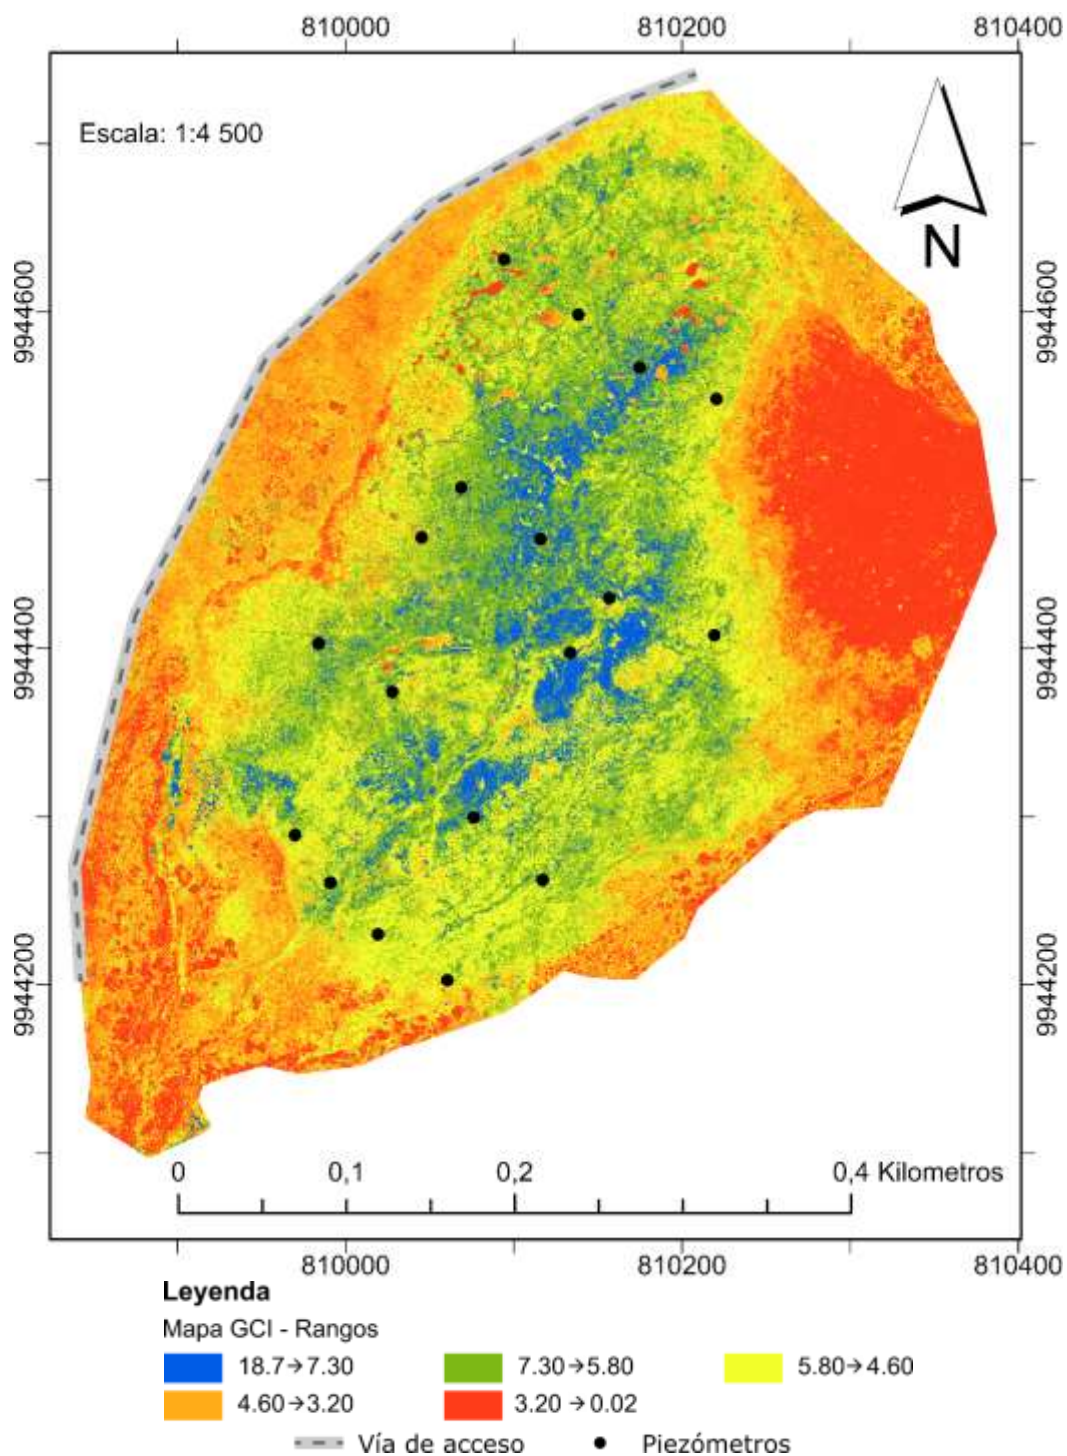 810000 810200 810400
Escala: 1:4 500
N
9944600 9944600
9944400 9944400
9944200 9944200
0 0,1 0,2 0,4 Kilometros
810000 810200 810400
Leyenda
Mapa GCI - Rangos
18.7→7.30 7.30→5.80 5.80→4.60
4.60→3.20 3.20→0.02
Vía de acceso Piezómetros